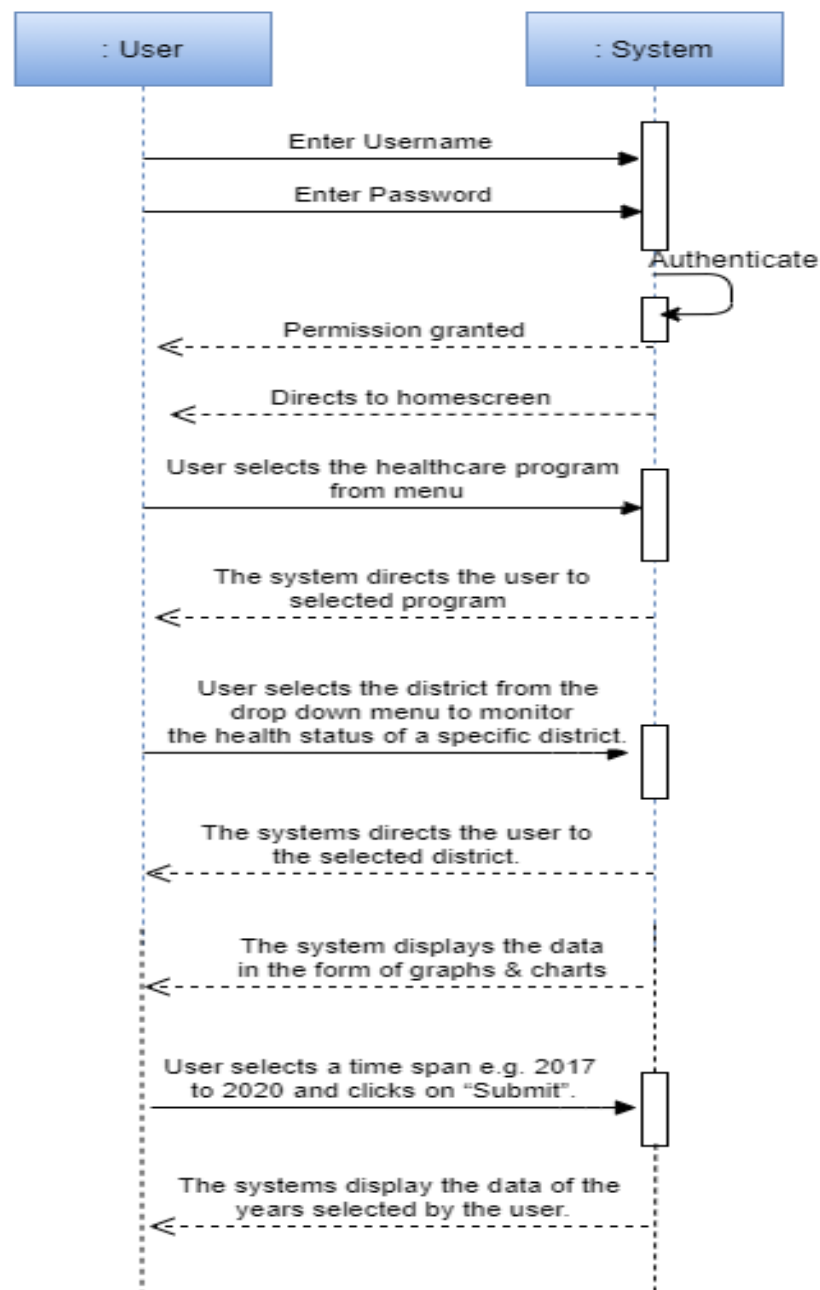 : User
: System
Enter Username
Enter Password
Authenticate
Permission granted
Directs to homescreen
User selects the healthcare program
from menu
The system directs the user to
selected program
User selects the district from the
drop down menu to monitor
the health status of a specific district.
The systems directs the user to
the selected district.
The system displays the data
in the form of graphs & charts
User selects a time span e.g. 2017
to 2020 and clicks on “Submit”.
The systems display the data of the
years selected by the user.